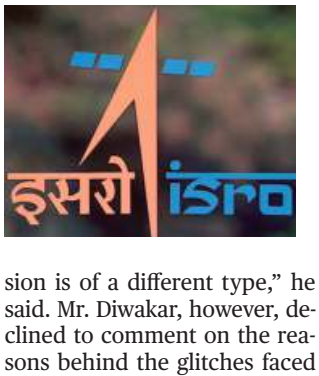 इसरो isro
sion is of a different type,” he
said. Mr. Diwakar, however, de-
clined to comment on the rea-
sons behind the glitches faced